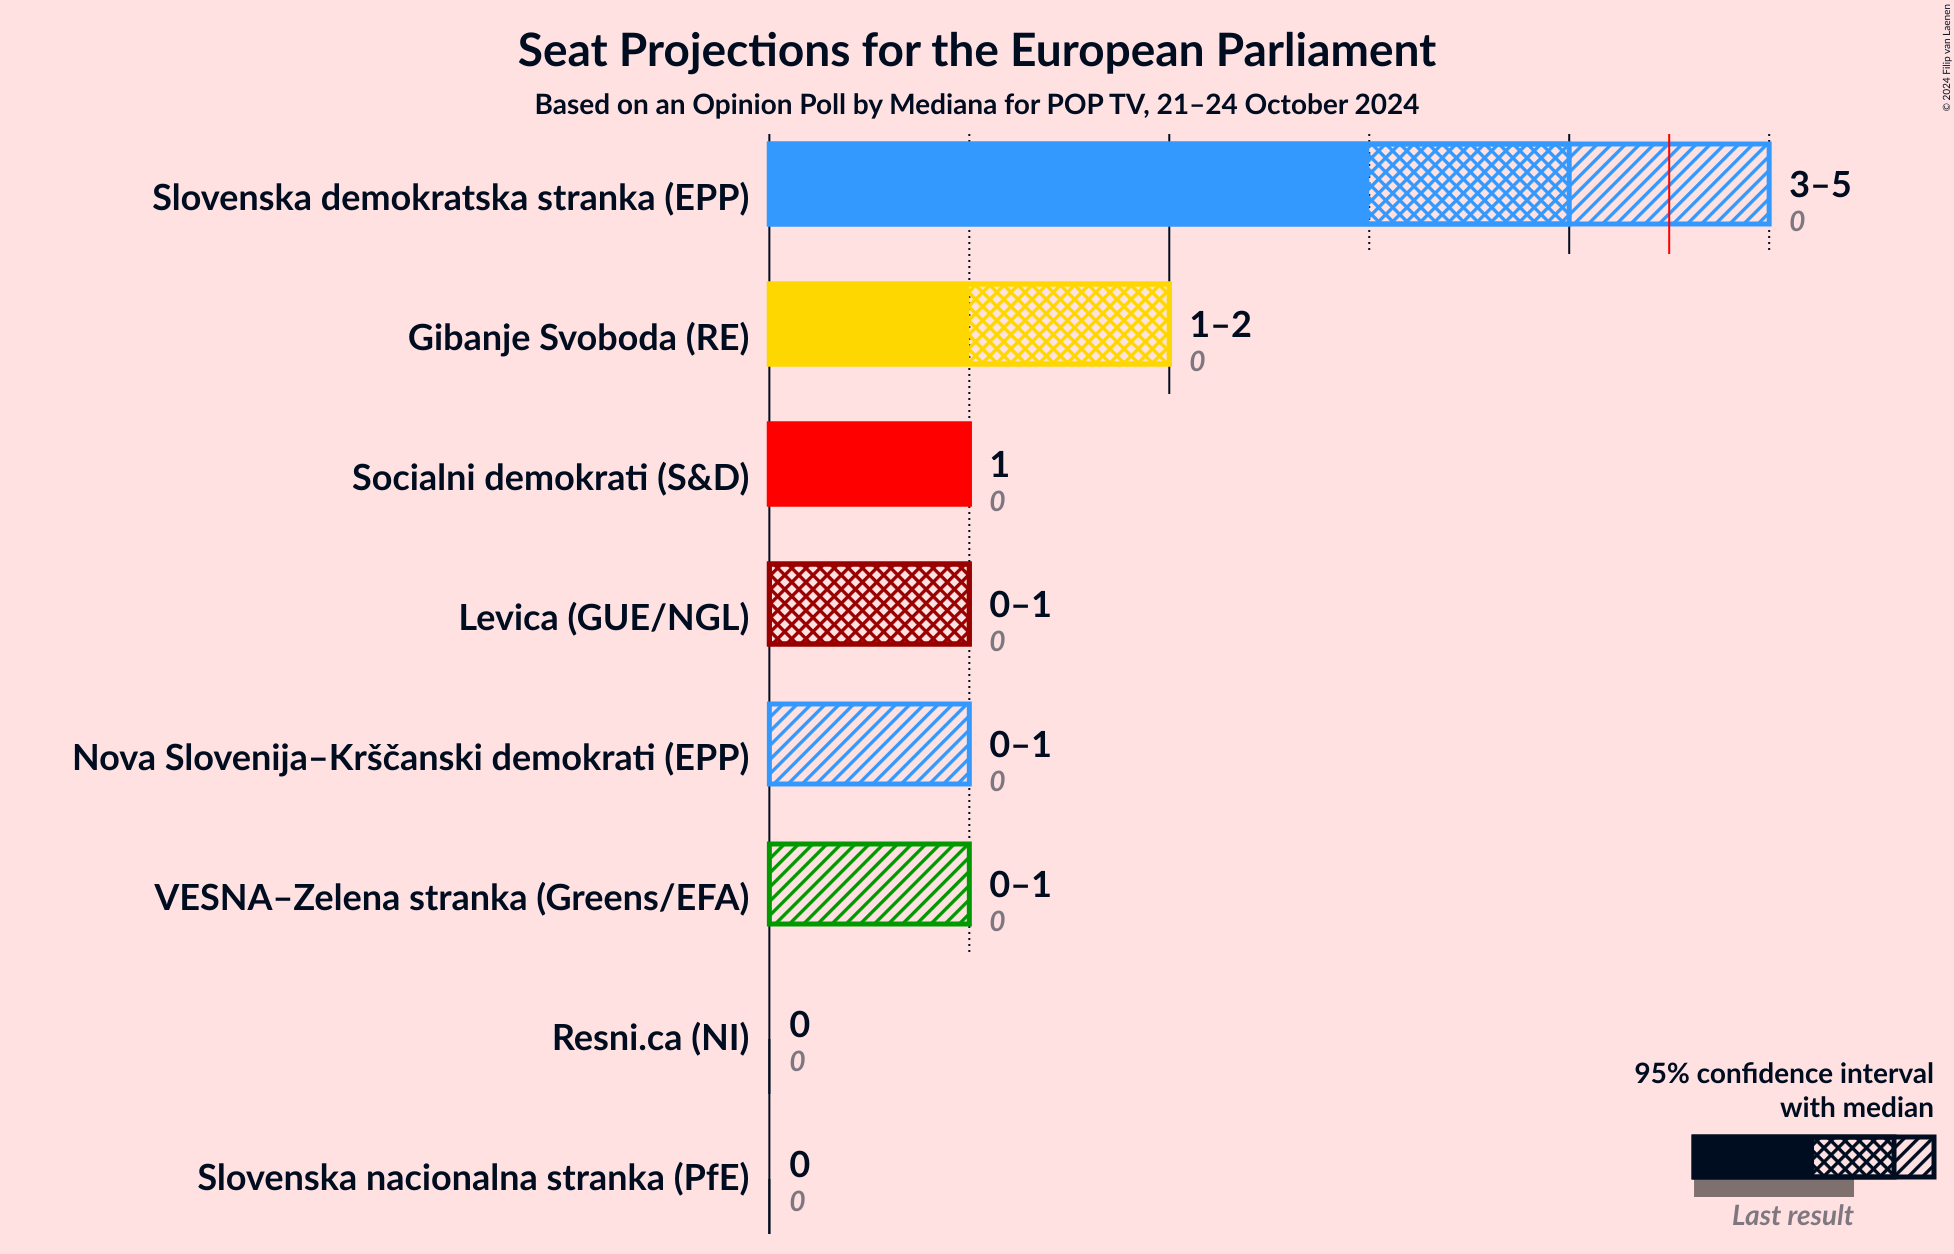 Seat Projections for the European Parliament
Based on an Opinion Poll by Mediana for POP TV, 21–24 October 2024
© 2024 Filip van Laenen
Slovenska demokratska stranka (EPP)
3–5
0
Gibanje Svoboda (RE)
1–2
0
Socialni demokrati (S&D)
1
0
Levica (GUE/NGL)
0–1
0
Nova Slovenija–Krščanski demokrati (EPP)
0–1
0
VESNA–Zelena stranka (Greens/EFA)
0–1
0
Resni.ca (NI)
0
0
Slovenska nacionalna stranka (PfE)
0
0
95% confidence interval
with median
Last result